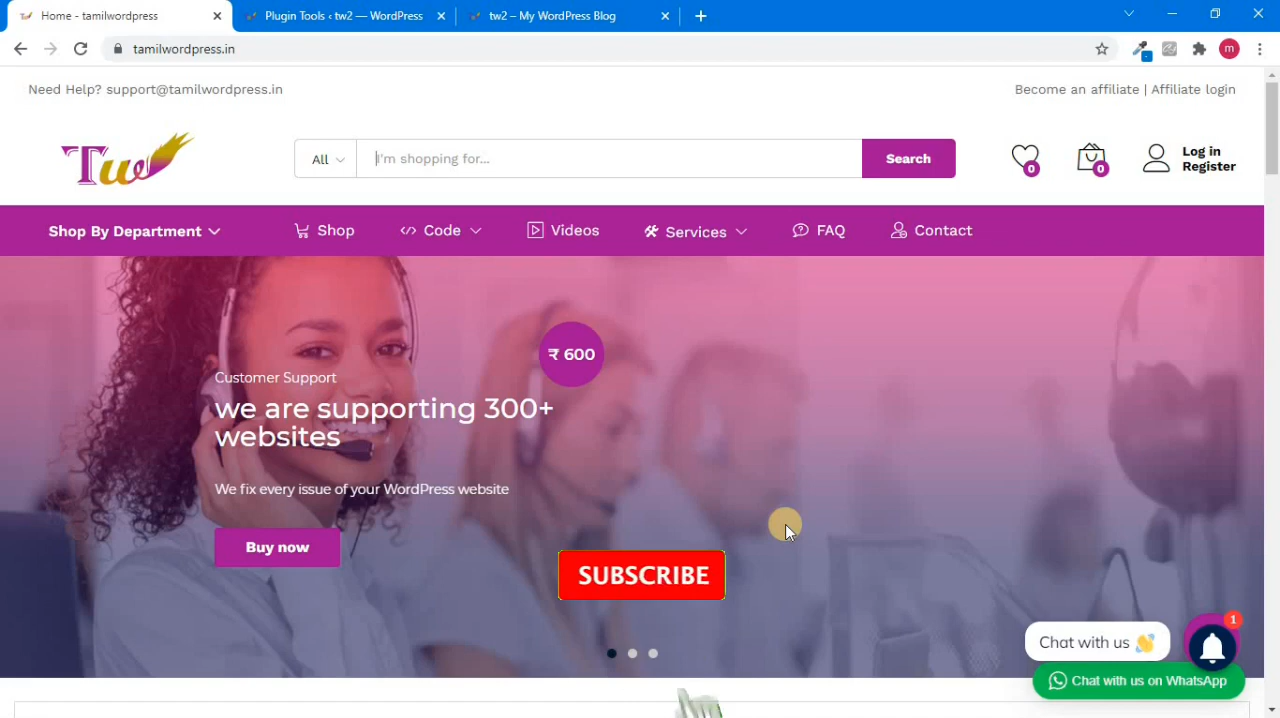 Home - tamilwordpress
Plugin Tools ‹ tw2 — WordPress
tw2 – My WordPress Blog
tamilwordpress.in
m
Need Help? support@tamilwordpress.in
Become an affiliate | Affiliate login
Tw
All
I'm shopping for...
Search
0
0
Log in
Register
Shop By Department
Shop
Code
Videos
Services
FAQ
Contact
₹ 600
Customer Support
we are supporting 300+
websites
We fix every issue of your WordPress website
Buy now
SUBSCRIBE
1
Chat with us 👋
Chat with us on WhatsApp